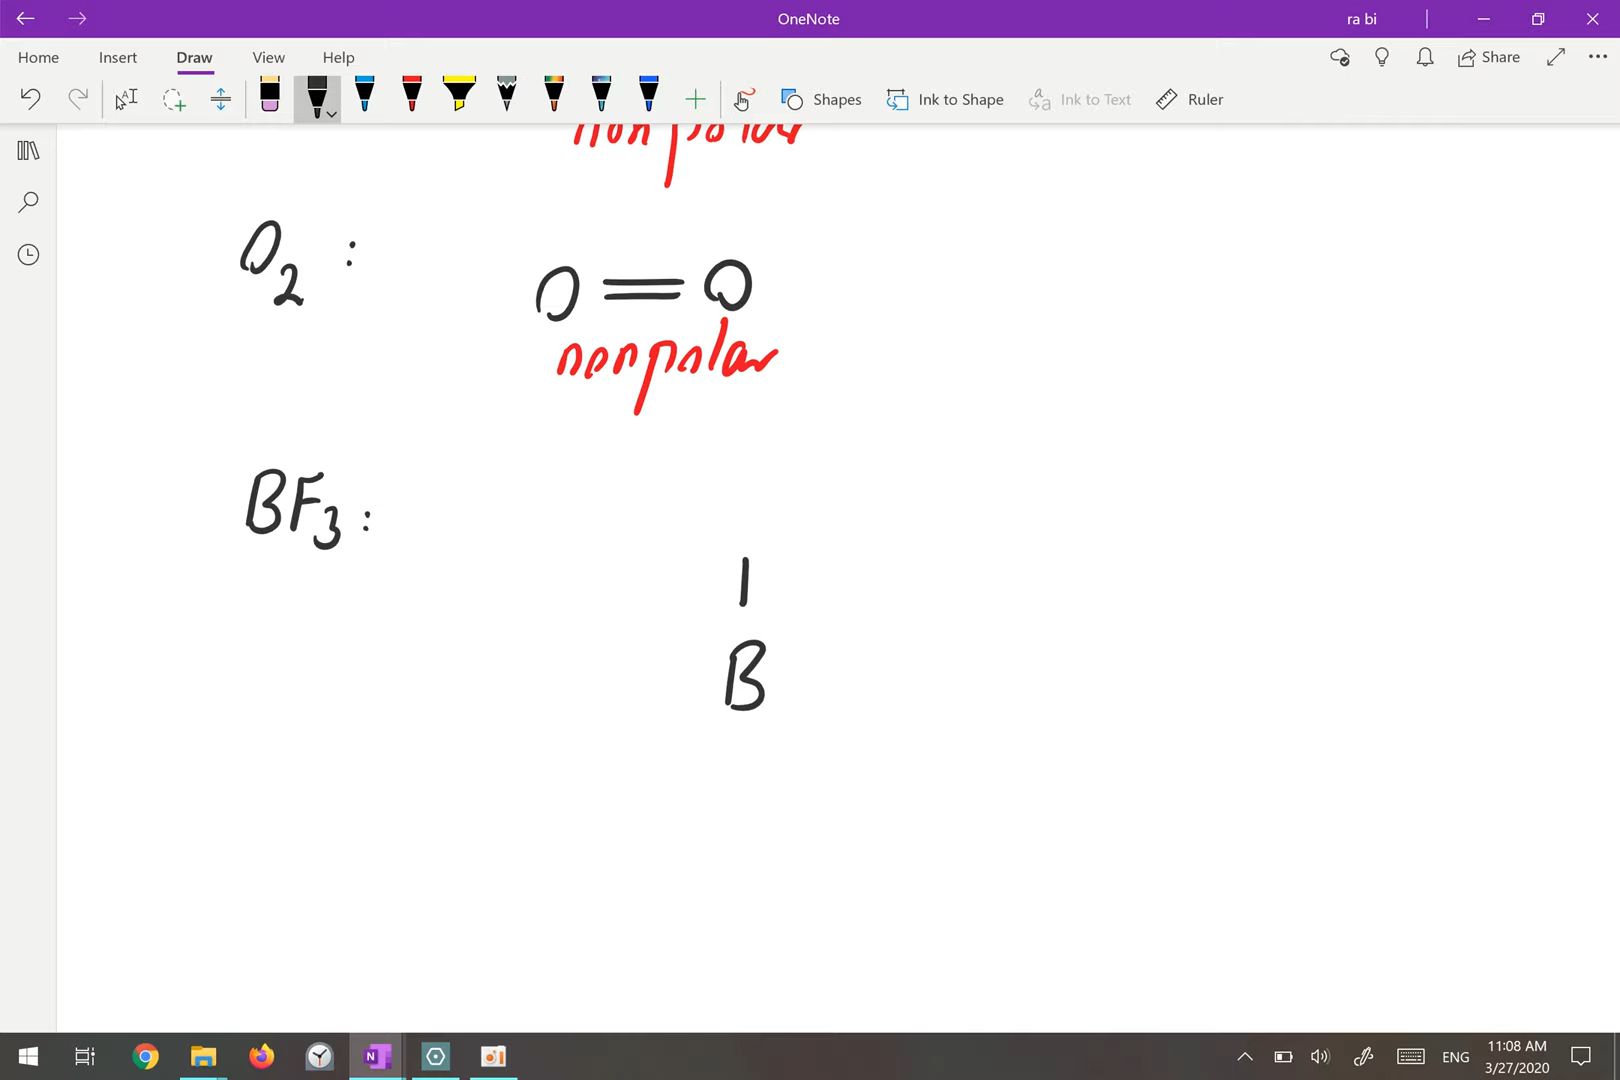 OneNote
ra bi
Home Insert Draw View Help
Share
Shapes
Ink to Shape
Ink to Text
Ruler
nonpolar
O2 :
O = O
nonpolar
BF3 :
B
N
ENG
11:08 AM
3/27/2020